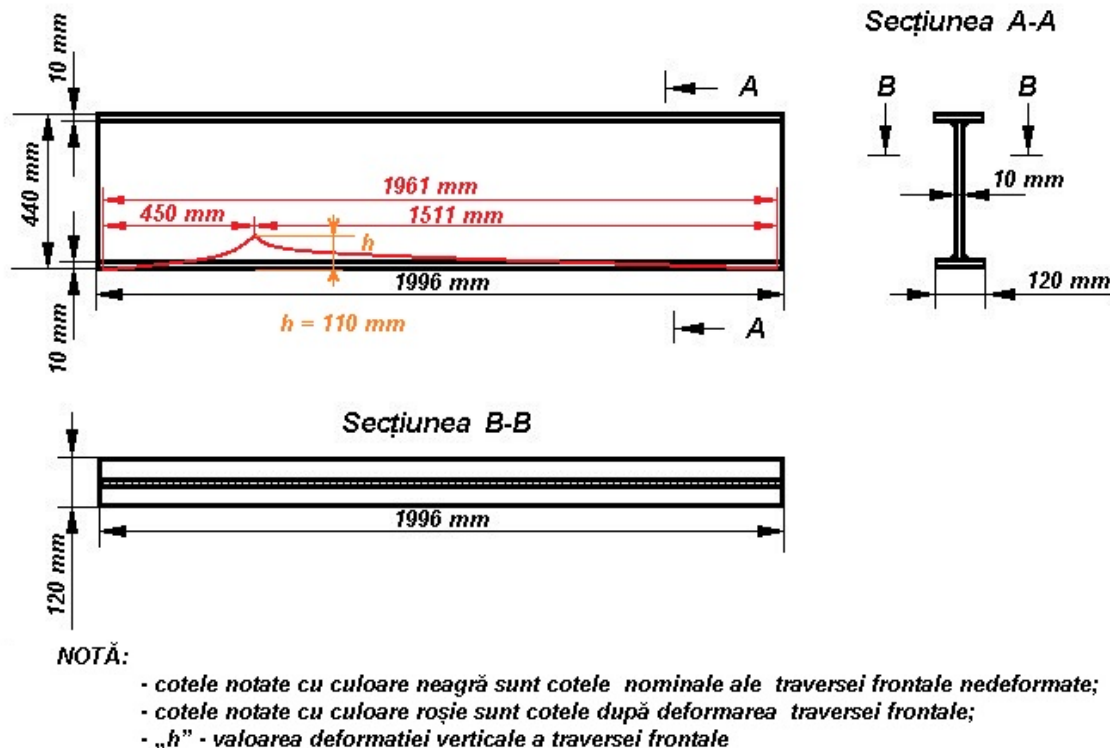 Secțiunea A-A
10 mm
A
B
B
440 mm
1961 mm
450 mm
1511 mm
h
10 mm
1996 mm
120 mm
h = 110 mm
A
10 mm
Secțiunea B-B
1996 mm
120 mm
NOTĂ:
- cotele notate cu culoare neagră sunt cotele nominale ale traversei frontale nedeformate;
- cotele notate cu culoare roșie sunt cotele după deformarea traversei frontale;
- „h” - valoarea deformației verticale a traversei frontale